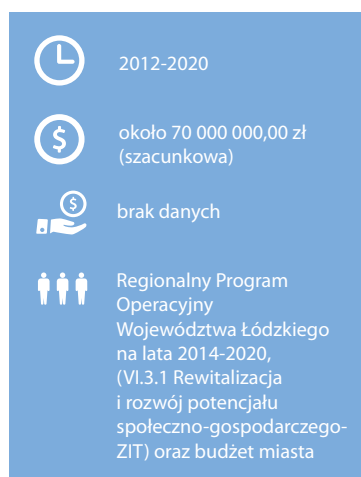 2012-2020
około 70 000 000,00 zł
(szacunkowa)
brak danych
Regionalny Program
Operacyjny
Województwa Łódzkiego
na lata 2014-2020,
(VI.3.1 Rewitalizacja
i rozwój potencjału
społeczno-gospodarczego-
ZIT) oraz budżet miasta